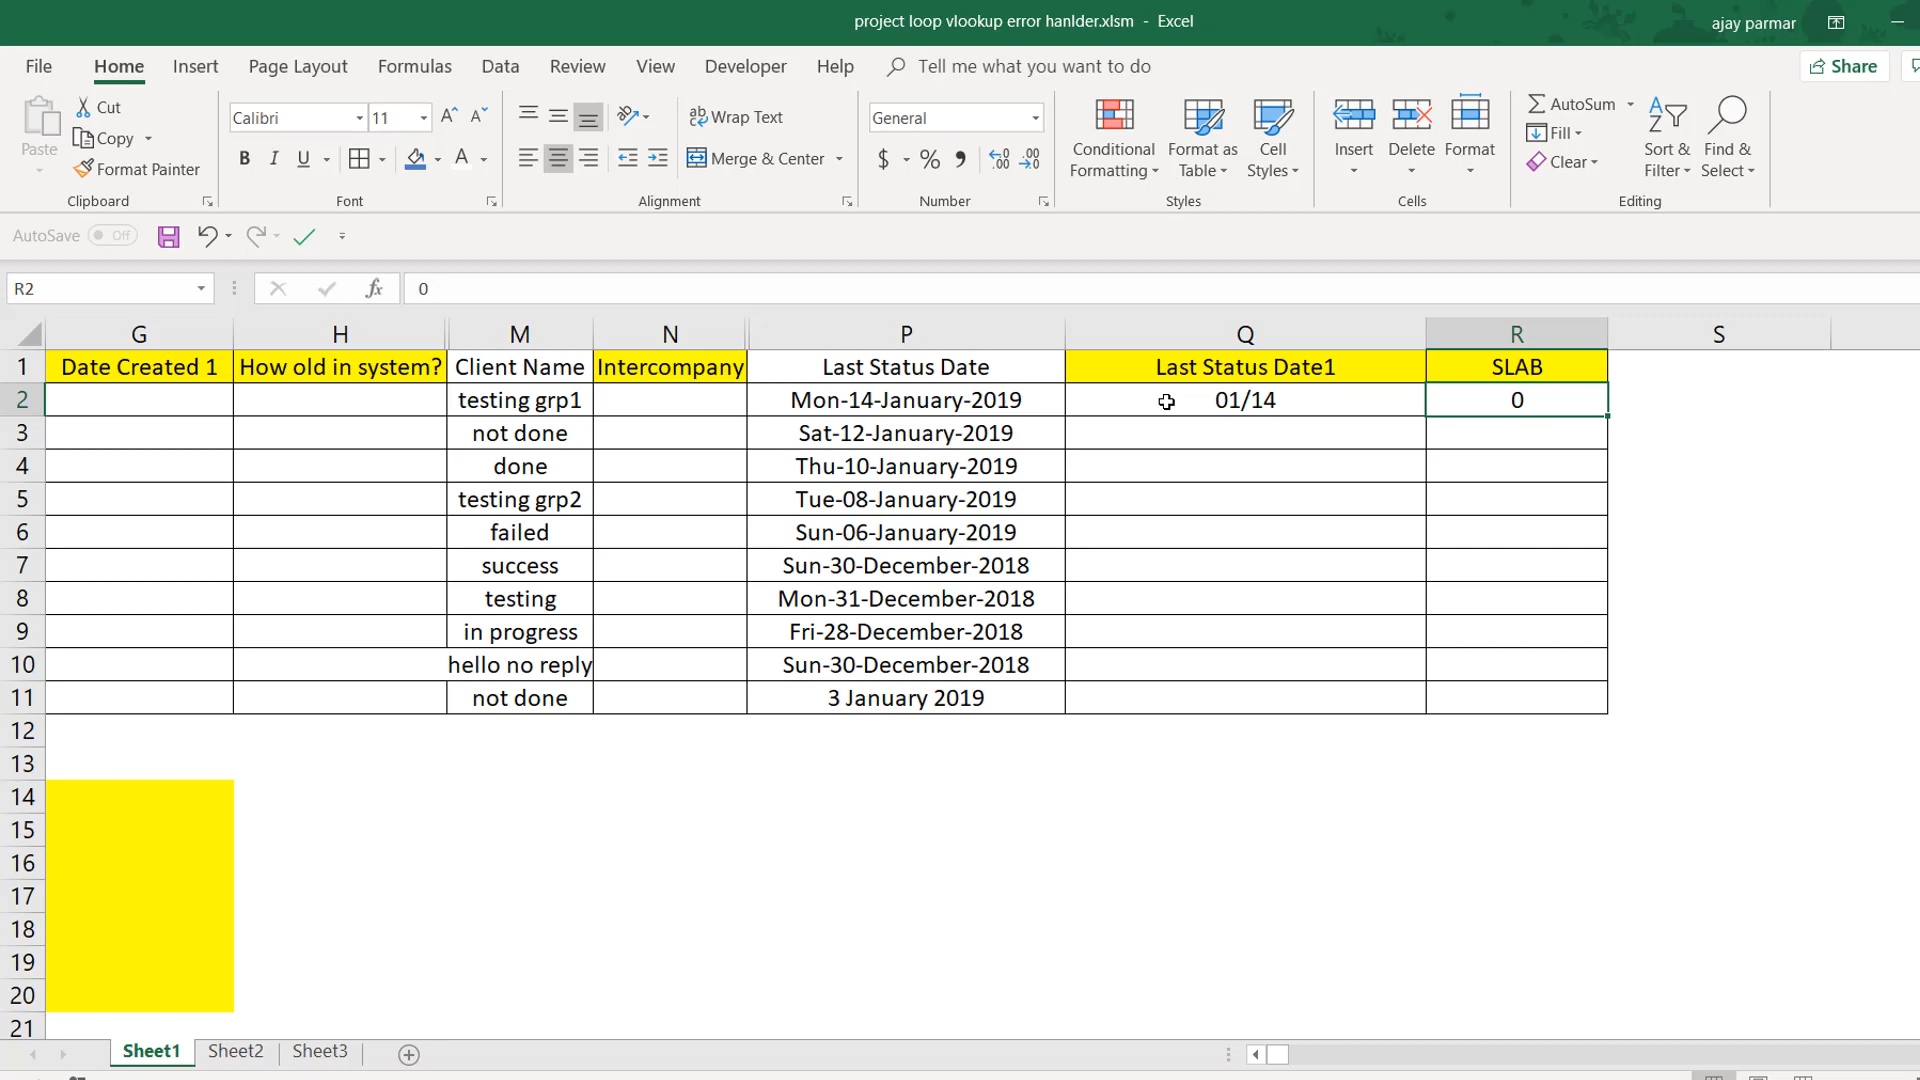 project loop vlookup error hanlder.xlsm - Excel
ajay parmar
File Home Insert Page Layout Formulas Data Review View Developer Help Tell me what you want to do Share
Cut
Copy
Format Painter
Paste
Clipboard
Calibri 11
B I U
Font
Wrap Text
Merge & Center
Alignment
General
$ % ,
Number
Conditional Formatting
Format as Table
Cell Styles
Styles
Insert Delete Format
Cells
AutoSum
Fill
Clear
Sort & Filter
Find & Select
Editing
AutoSave Off
R2 fx 0
G H M N P Q R S
1 Date Created 1 How old in system? Client Name Intercompany Last Status Date Last Status Date1 SLAB
2 testing grp1 Mon-14-January-2019 01/14 0
3 not done Sat-12-January-2019
4 done Thu-10-January-2019
5 testing grp2 Tue-08-January-2019
6 failed Sun-06-January-2019
7 success Sun-30-December-2018
8 testing Mon-31-December-2018
9 in progress Fri-28-December-2018
10 hello no reply Sun-30-December-2018
11 not done 3 January 2019
12
13
14
15
16
17
18
19
20
21
Sheet1 Sheet2 Sheet3